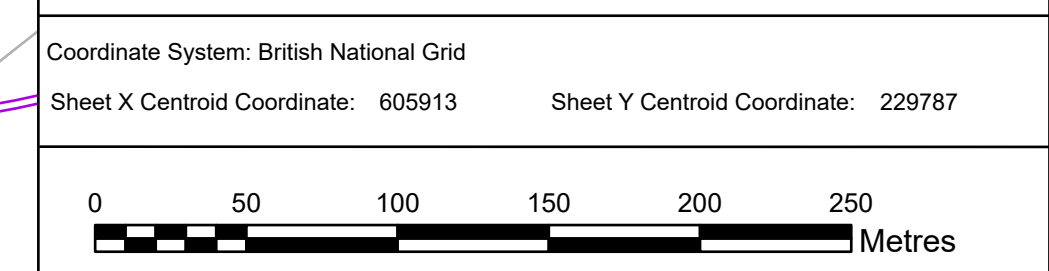 Coordinate System: British National Grid
Sheet X Centroid Coordinate: 605913 Sheet Y Centroid Coordinate: 229787
0 50 100 150 200 250
Metres